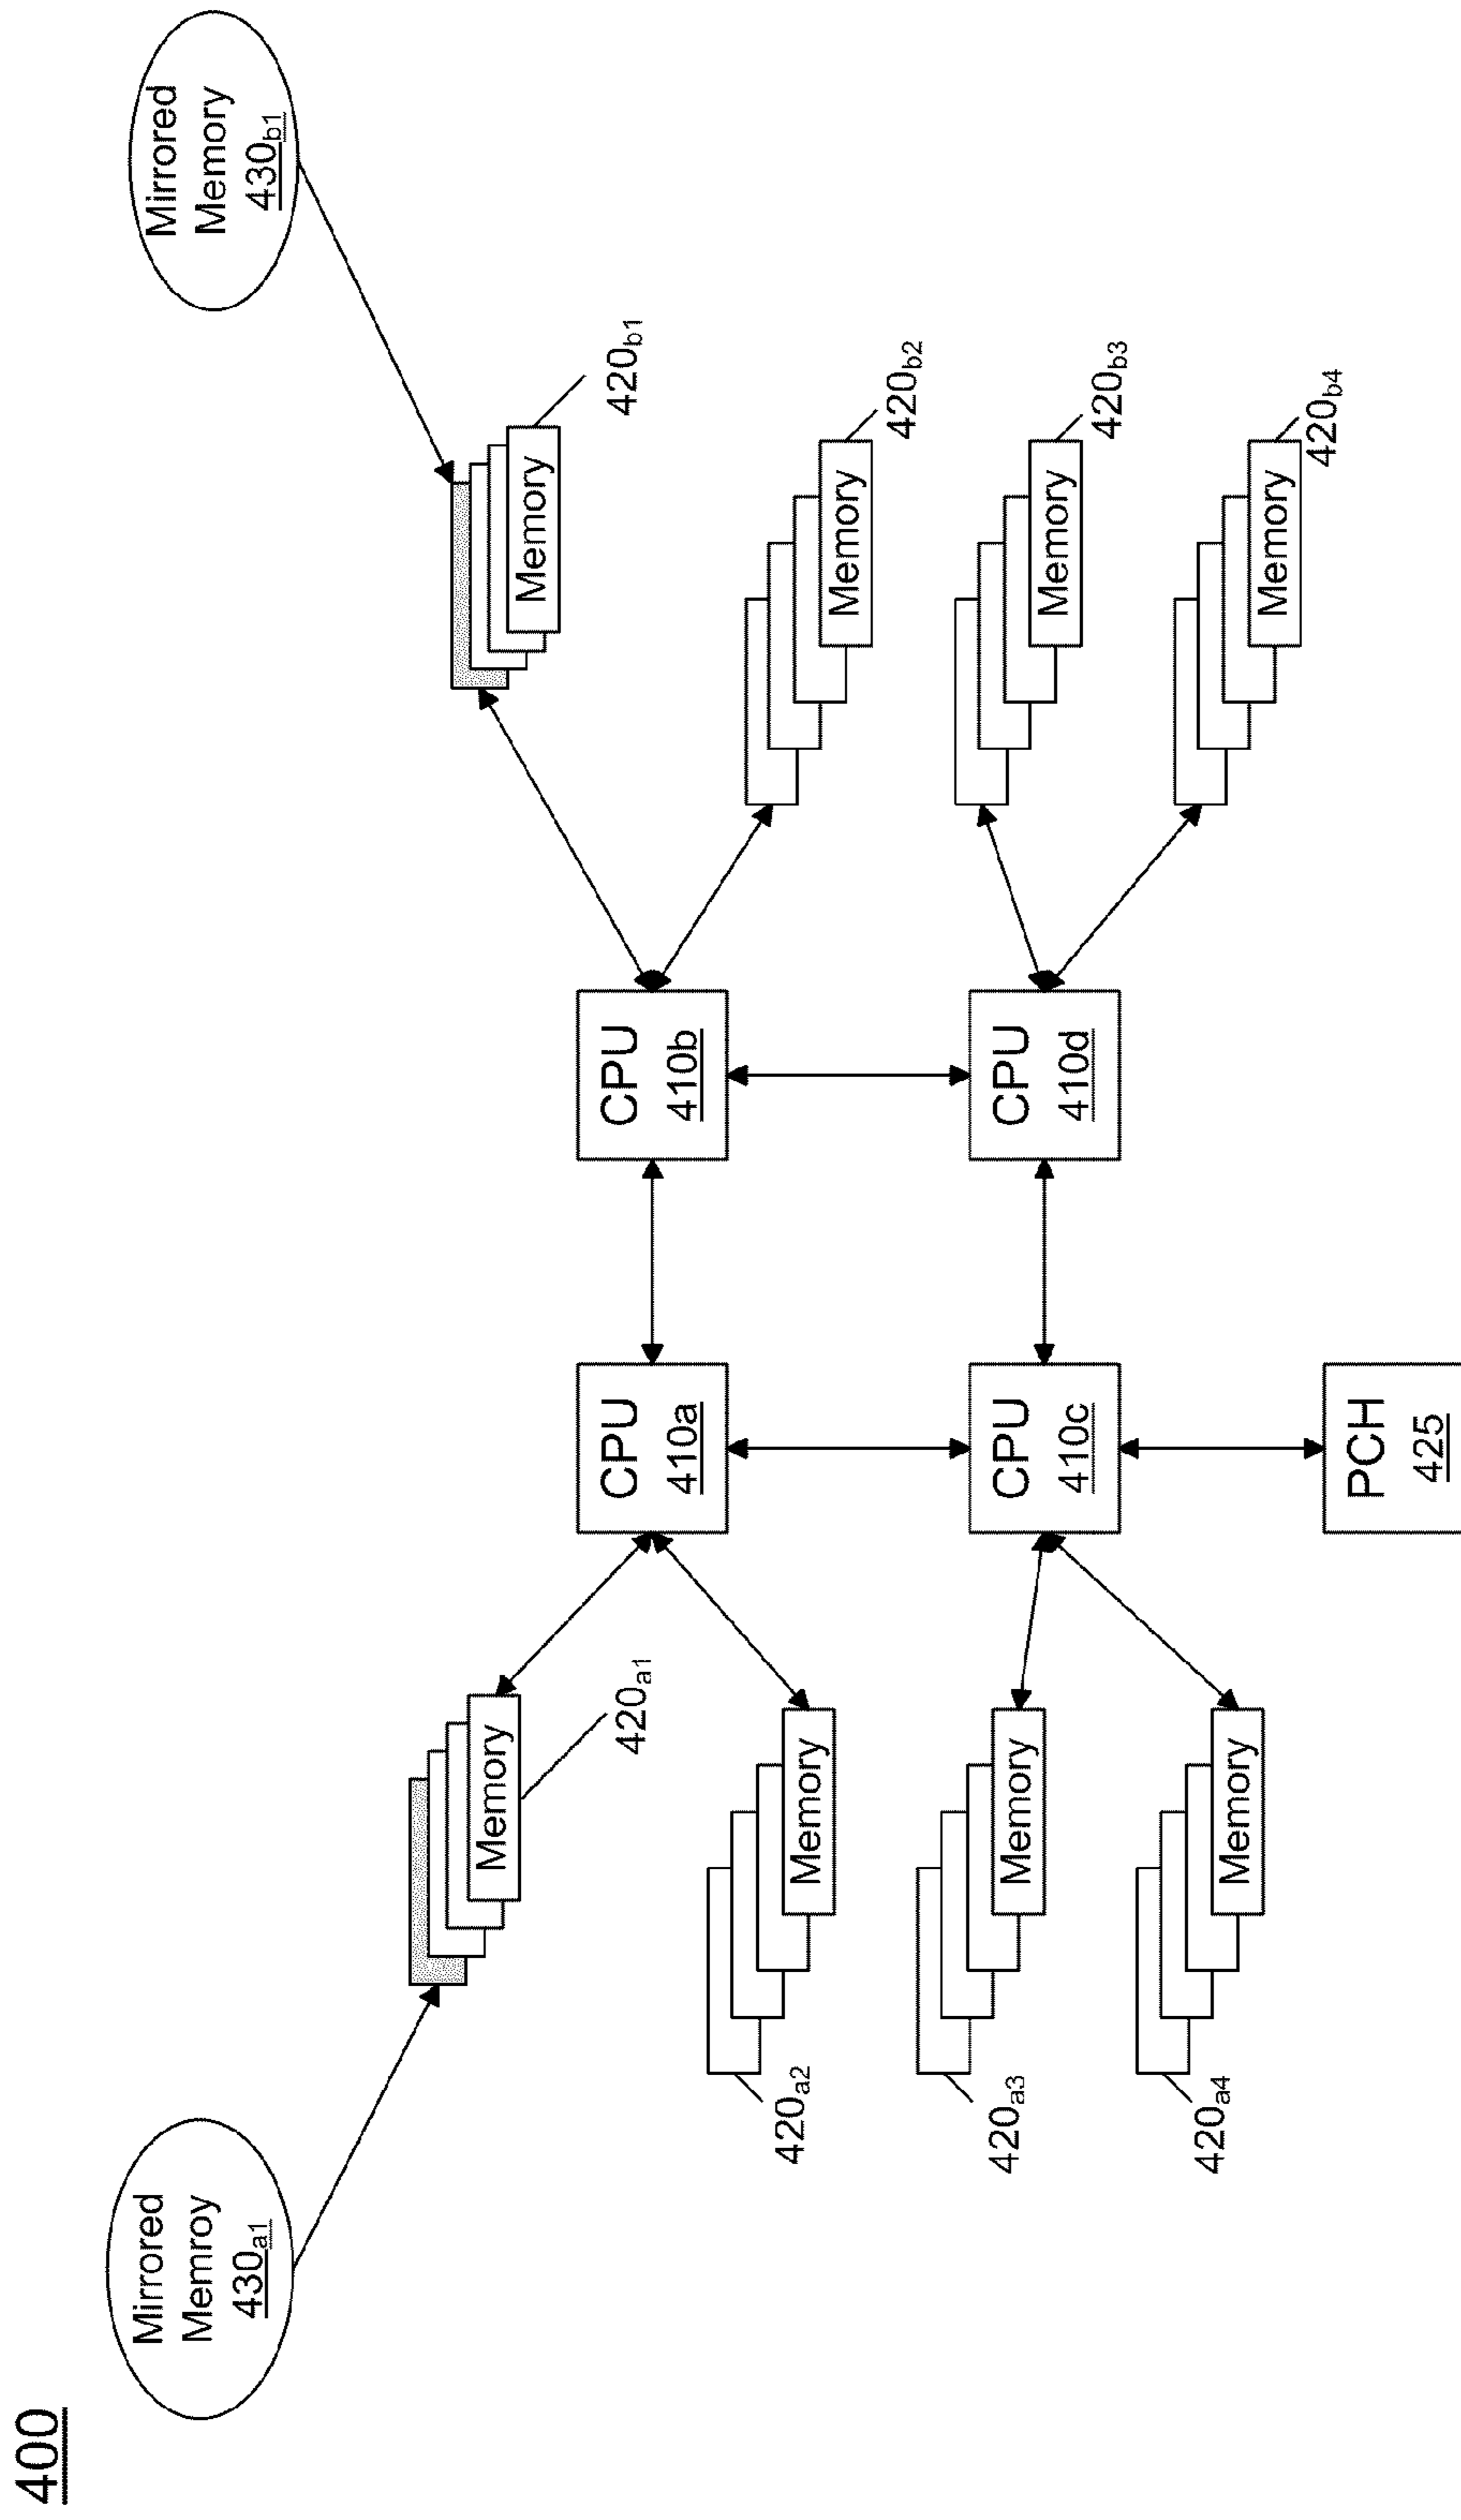 400
Mirrored
Memroy
430a1
Mirrored
Memory
430b1
Memory
420a1
Memory
420b1
CPU
410a
CPU
410b
Memory
420a2
Memory
420b2
Memory
420a3
Memory
420b3
CPU
410c
CPU
410d
Memory
420a4
Memory
420b4
PCH
425